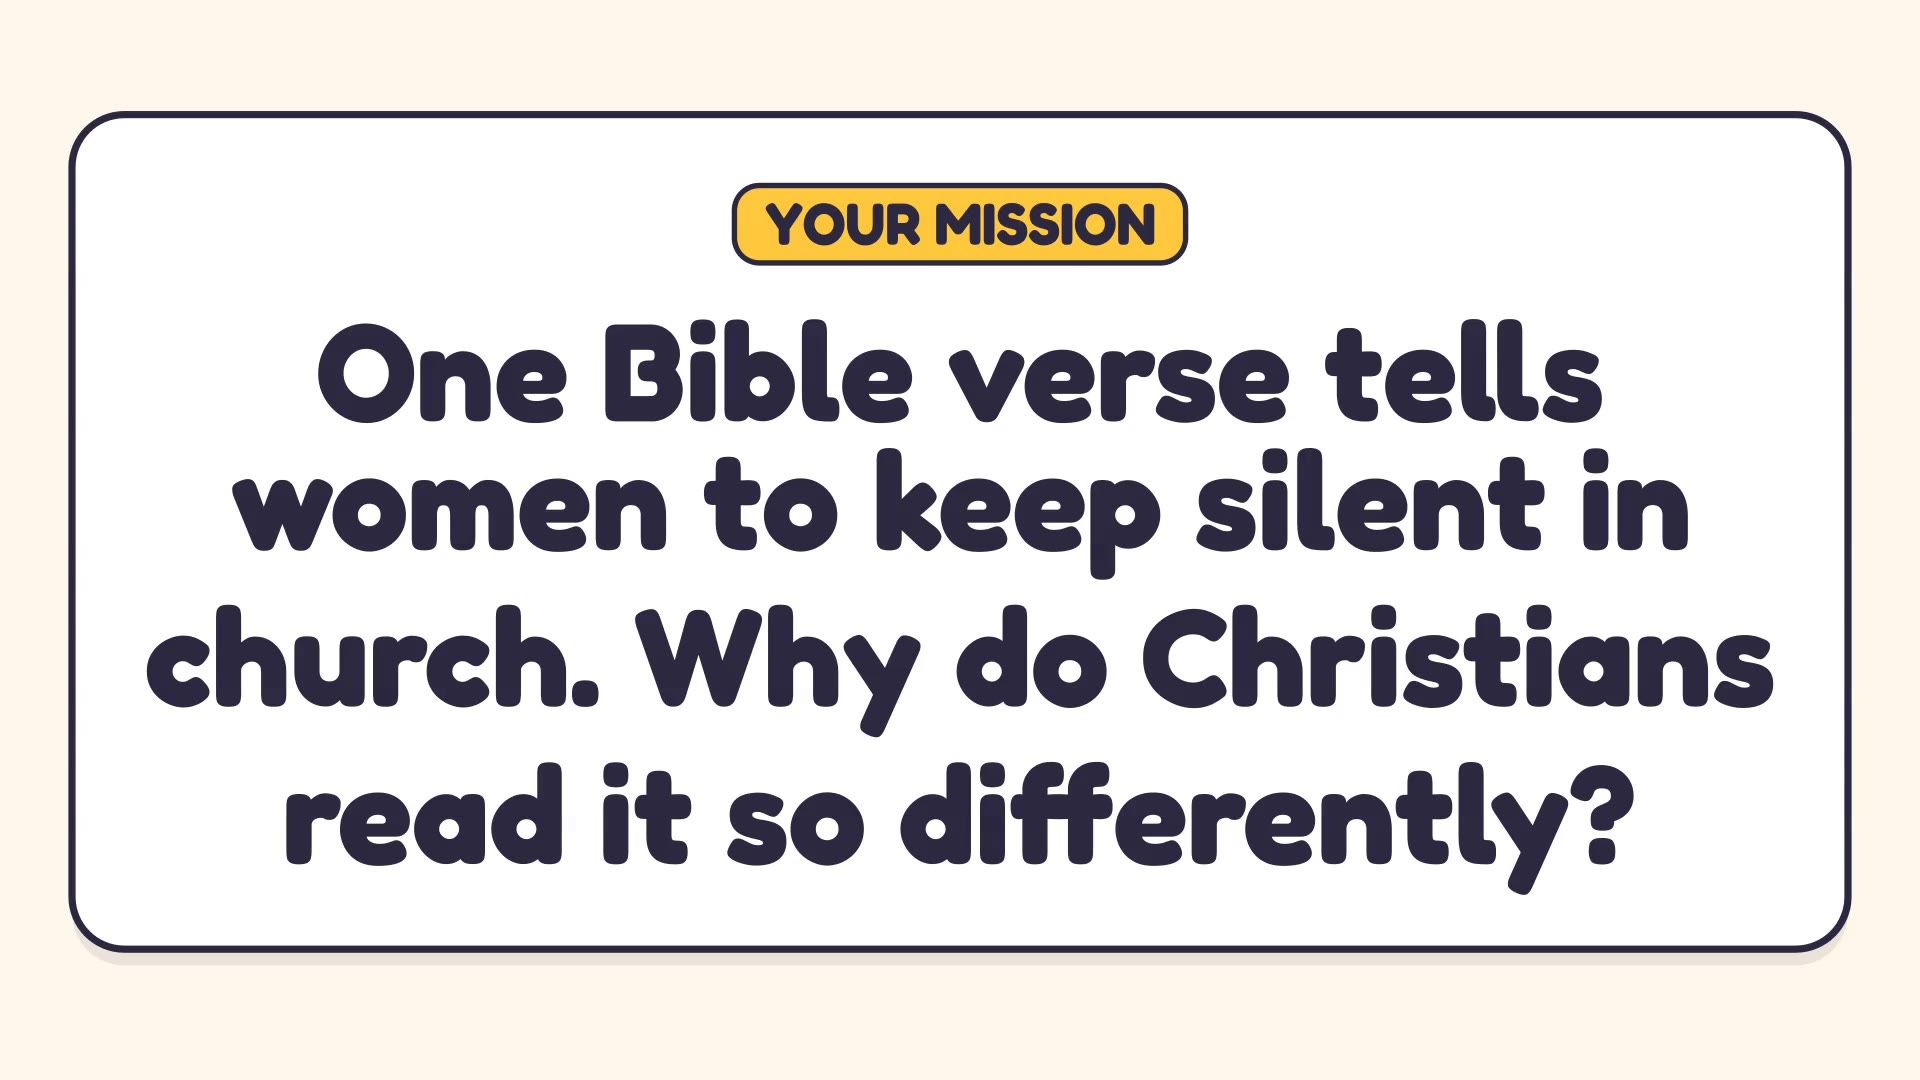 YOUR MISSION
One Bible verse tells
women to keep silent in
church. Why do Christians
read it so differently?